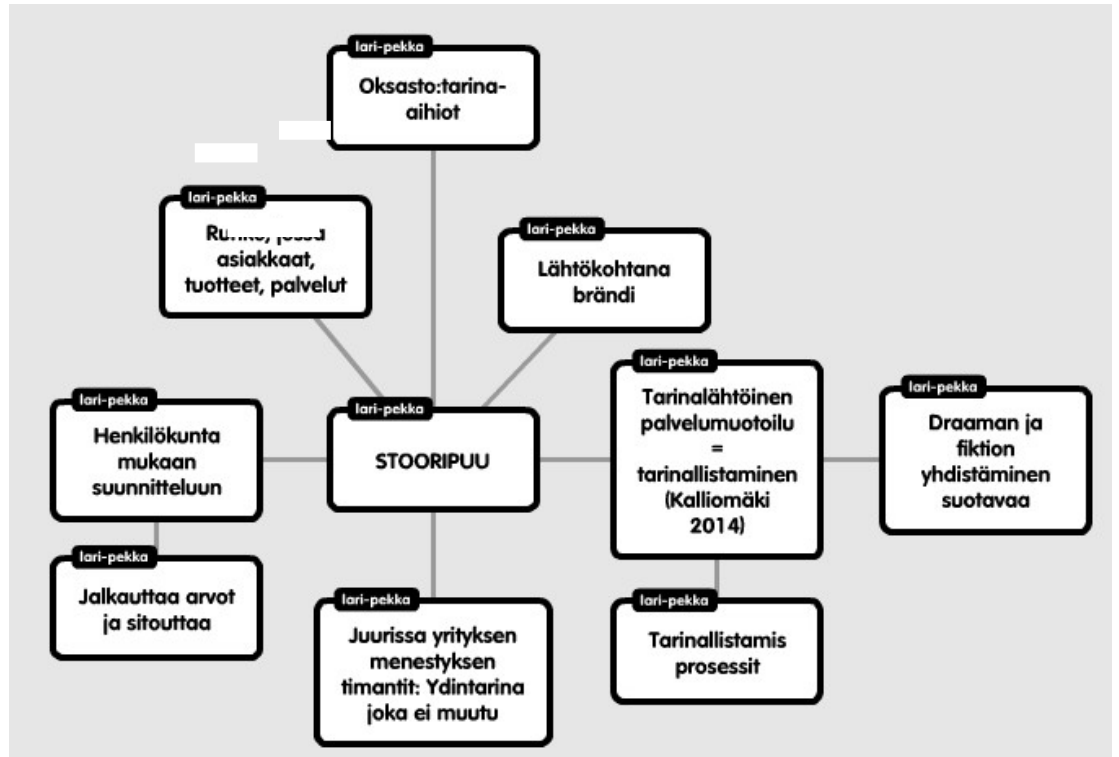 lari-pekka
Oksasto:tarina-
aihiot
lari-pekka
asiakkaat,
tuotteet, palvelut
lari-pekka
Lähtökohtana
brändi
lari-pekka
Henkilökunta
mukaan
suunnitteluun
lari-pekka
STOORIPUU
lari-pekka
Tarinalähtöinen
palvelumuotoilu
=
tarinallistaminen
(Kalliomäki
2014)
lari-pekka
Draaman ja
fiktion
yhdistäminen
suotavaa
lari-pekka
Jalkauttaa arvot
ja sitouttaa
lari-pekka
Juurissa yrityksen
menestyksen
timantit: Ydintarina
joka ei muutu
lari-pekka
Tarinallistamis
prosessit